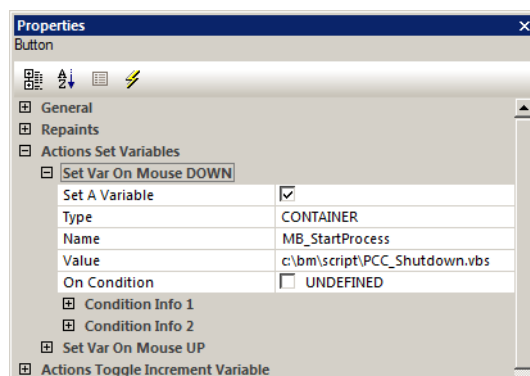 Properties
Button
General
Repaints
Actions Set Variables
Set Var On Mouse DOWN
Set A Variable
Type CONTAINER
Name MB_StartProcess
Value c:\bm\script\PCC_Shutdown.vbs
On Condition UNDEFINED
Condition Info 1
Condition Info 2
Set Var On Mouse UP
Actions Toggle Increment Variable